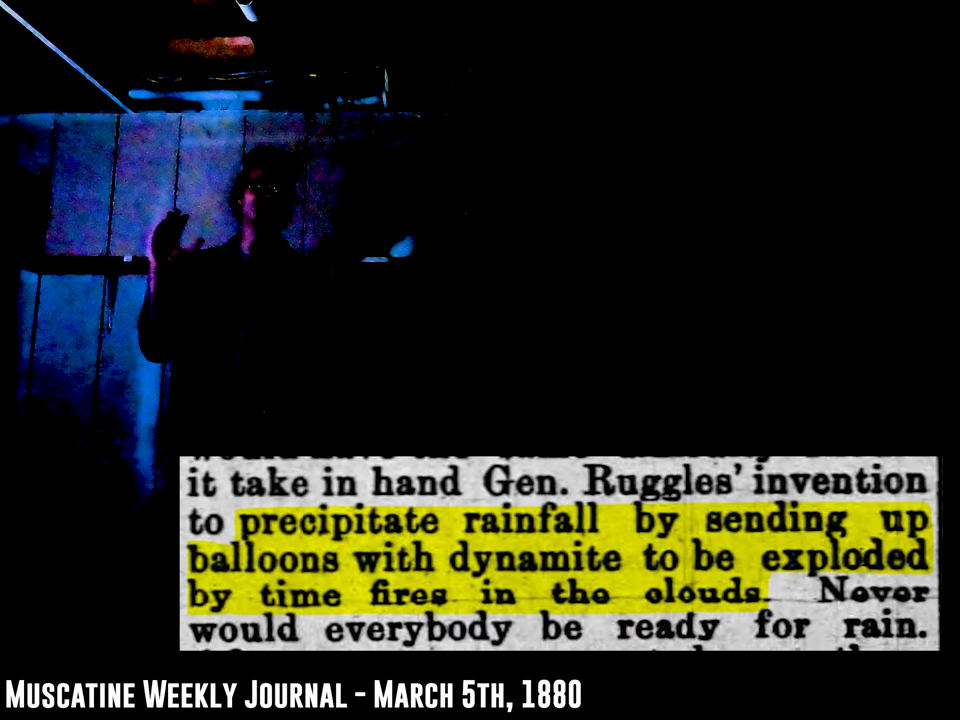 it take in hand Gen. Ruggles' invention
to precipitate rainfall by sending up
balloons with dynamite to be exploded
by time fires in the clouds. Never
would everybody be ready for rain.
Muscatine Weekly Journal - March 5th, 1880